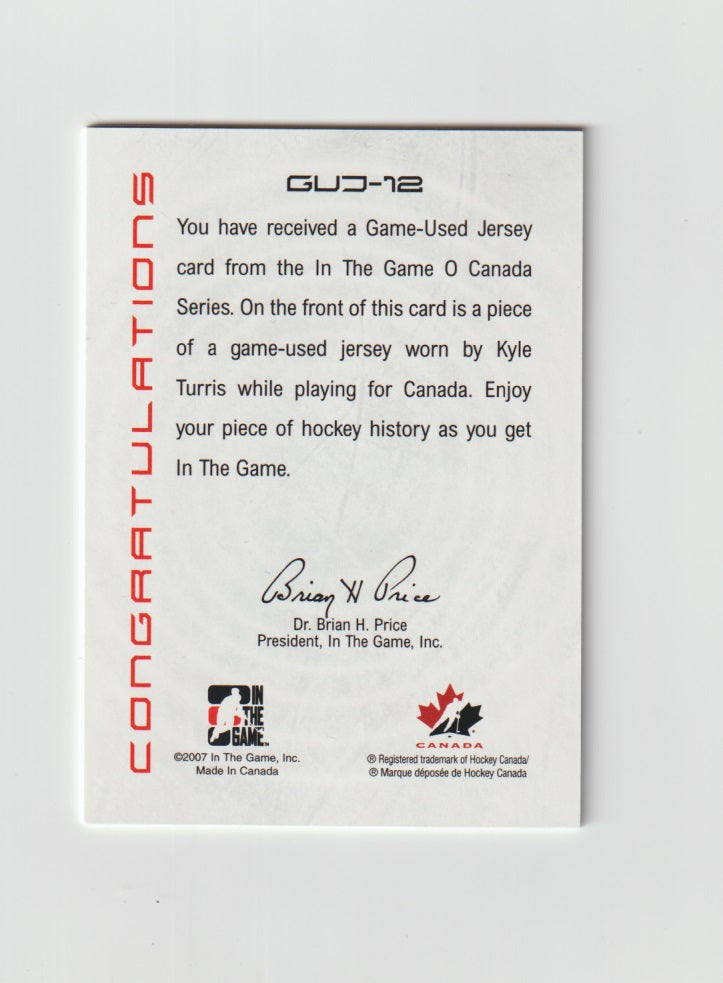 CONGRATULATIONS
GUJ-12
You have received a Game-Used Jersey
card from the In The Game O Canada
Series. On the front of this card is a piece
of a game-used jersey worn by Kyle
Turris while playing for Canada. Enjoy
your piece of hockey history as you get
In The Game.
Brian H Price
Dr. Brian H. Price
President, In The Game, Inc.
IN
THE
GAME
©2007 In The Game, Inc.
Made In Canada
CANADA
® Registered trademark of Hockey Canada/
® Marque déposée de Hockey Canada